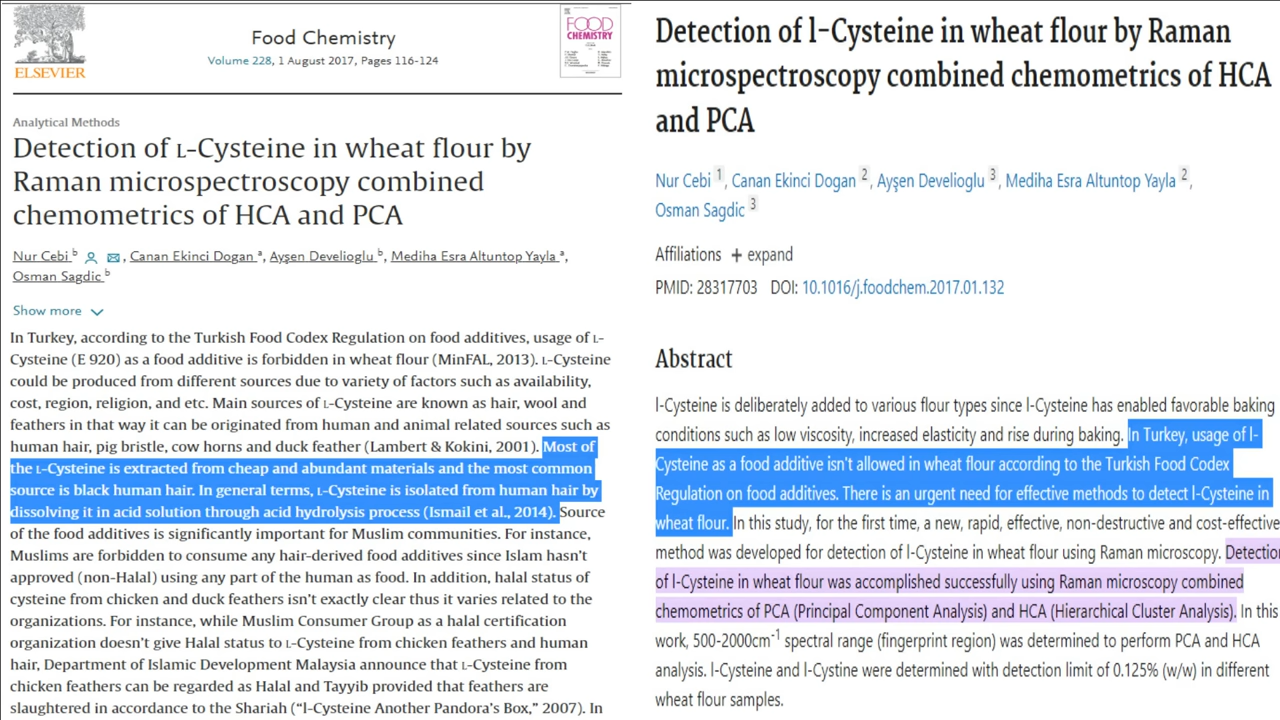 ELSEVIER
Food Chemistry
Volume 228, 1 August 2017, Pages 116-124
FOOD
CHEMISTRY
Analytical Methods
Detection of ʟ-Cysteine in wheat flour by
Raman microspectroscopy combined
chemometrics of HCA and PCA
Nur Cebi ᵇ, Canan Ekinci Dogan ᵃ, Ayşen Develioglu ᵇ, Mediha Esra Altuntop Yayla ᵃ,
Osman Sagdic ᵇ
Show more
In Turkey, according to the Turkish Food Codex Regulation on food additives, usage of ʟ-
Cysteine (E 920) as a food additive is forbidden in wheat flour (MinFAL, 2013). ʟ-Cysteine
could be produced from different sources due to variety of factors such as availability,
cost, region, religion, and etc. Main sources of ʟ-Cysteine are known as hair, wool and
feathers in that way it can be originated from human and animal related sources such as
human hair, pig bristle, cow horns and duck feather (Lambert & Kokini, 2001). Most of
the ʟ-Cysteine is extracted from cheap and abundant materials and the most common
source is black human hair. In general terms, ʟ-Cysteine is isolated from human hair by
dissolving it in acid solution through acid hydrolysis process (Ismail et al., 2014). Source
of the food additives is significantly important for Muslim communities. For instance,
Muslims are forbidden to consume any hair-derived food additives since Islam hasn't
approved (non-Halal) using any part of the human as food. In addition, halal status of
cysteine from chicken and duck feathers isn't exactly clear thus it varies related to the
organizations. For instance, while Muslim Consumer Group as a halal certification
organization doesn't give Halal status to ʟ-Cysteine from chicken feathers and human
hair, Department of Islamic Development Malaysia announce that ʟ-Cysteine from
chicken feathers can be regarded as Halal and Tayyib provided that feathers are
slaughtered in accordance to the Shariah ("l-Cysteine Another Pandora's Box," 2007). In
Detection of l-Cysteine in wheat flour by Raman
microspectroscopy combined chemometrics of HCA
and PCA
Nur Cebi 1, Canan Ekinci Dogan 2, Ayşen Develioglu 3, Mediha Esra Altuntop Yayla 2,
Osman Sagdic 3
Affiliations + expand
PMID: 28317703 DOI: 10.1016/j.foodchem.2017.01.132
Abstract
l-Cysteine is deliberately added to various flour types since l-Cysteine has enabled favorable baking
conditions such as low viscosity, increased elasticity and rise during baking. In Turkey, usage of l-
Cysteine as a food additive isn't allowed in wheat flour according to the Turkish Food Codex
Regulation on food additives. There is an urgent need for effective methods to detect l-Cysteine in
wheat flour. In this study, for the first time, a new, rapid, effective, non-destructive and cost-effective
method was developed for detection of l-Cysteine in wheat flour using Raman microscopy. Detection
of l-Cysteine in wheat flour was accomplished successfully using Raman microscopy combined
chemometrics of PCA (Principal Component Analysis) and HCA (Hierarchical Cluster Analysis). In this
work, 500-2000cm⁻¹ spectral range (fingerprint region) was determined to perform PCA and HCA
analysis. l-Cysteine and l-Cystine were determined with detection limit of 0.125% (w/w) in different
wheat flour samples.